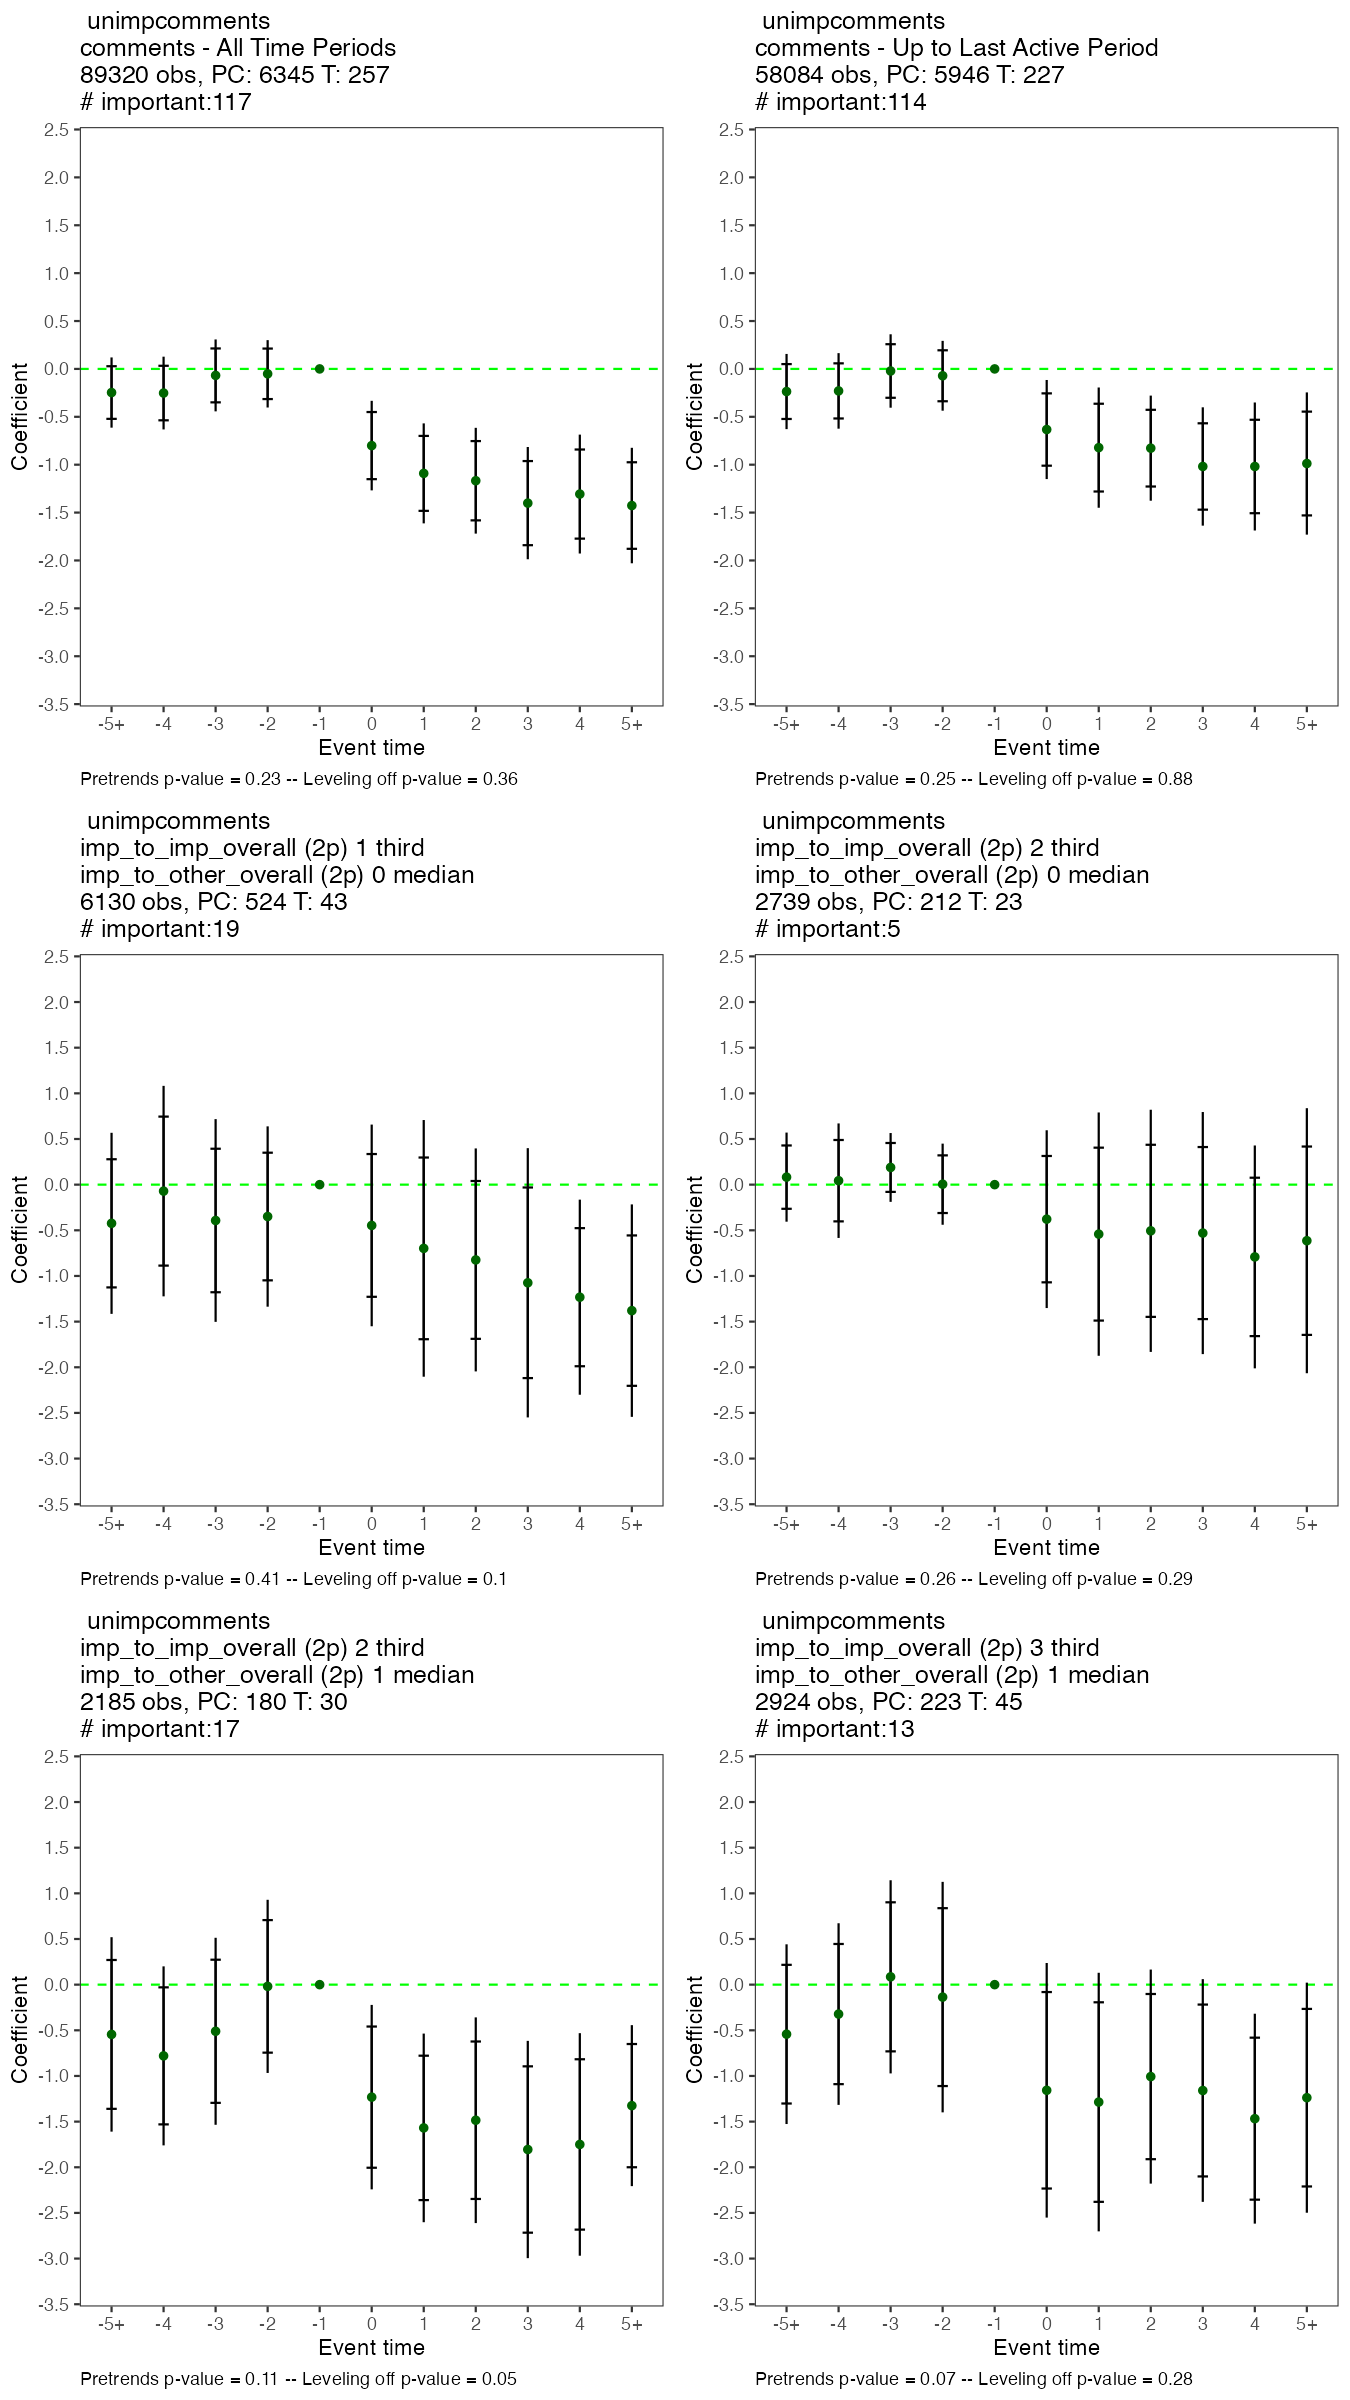 unimpcomments
comments - All Time Periods
89320 obs, PC: 6345 T: 257
# important:117
2.5
2.0
1.5
1.0
0.5
0.0
-0.5
-1.0
-1.5
-2.0
-2.5
-3.0
-3.5
Coefficient
-5+ -4 -3 -2 -1 0 1 2 3 4 5+
Event time
Pretrends p-value = 0.23 -- Leveling off p-value = 0.36
unimpcomments
comments - Up to Last Active Period
58084 obs, PC: 5946 T: 227
# important:114
2.5
2.0
1.5
1.0
0.5
0.0
-0.5
-1.0
-1.5
-2.0
-2.5
-3.0
-3.5
Coefficient
-5+ -4 -3 -2 -1 0 1 2 3 4 5+
Event time
Pretrends p-value = 0.25 -- Leveling off p-value = 0.88
unimpcomments
imp_to_imp_overall (2p) 1 third
imp_to_other_overall (2p) 0 median
6130 obs, PC: 524 T: 43
# important:19
2.5
2.0
1.5
1.0
0.5
0.0
-0.5
-1.0
-1.5
-2.0
-2.5
-3.0
-3.5
Coefficient
-5+ -4 -3 -2 -1 0 1 2 3 4 5+
Event time
Pretrends p-value = 0.41 -- Leveling off p-value = 0.1
unimpcomments
imp_to_imp_overall (2p) 2 third
imp_to_other_overall (2p) 0 median
2739 obs, PC: 212 T: 23
# important:5
2.5
2.0
1.5
1.0
0.5
0.0
-0.5
-1.0
-1.5
-2.0
-2.5
-3.0
-3.5
Coefficient
-5+ -4 -3 -2 -1 0 1 2 3 4 5+
Event time
Pretrends p-value = 0.26 -- Leveling off p-value = 0.29
unimpcomments
imp_to_imp_overall (2p) 2 third
imp_to_other_overall (2p) 1 median
2185 obs, PC: 180 T: 30
# important:17
2.5
2.0
1.5
1.0
0.5
0.0
-0.5
-1.0
-1.5
-2.0
-2.5
-3.0
-3.5
Coefficient
-5+ -4 -3 -2 -1 0 1 2 3 4 5+
Event time
Pretrends p-value = 0.11 -- Leveling off p-value = 0.05
unimpcomments
imp_to_imp_overall (2p) 3 third
imp_to_other_overall (2p) 1 median
2924 obs, PC: 223 T: 45
# important:13
2.5
2.0
1.5
1.0
0.5
0.0
-0.5
-1.0
-1.5
-2.0
-2.5
-3.0
-3.5
Coefficient
-5+ -4 -3 -2 -1 0 1 2 3 4 5+
Event time
Pretrends p-value = 0.07 -- Leveling off p-value = 0.28